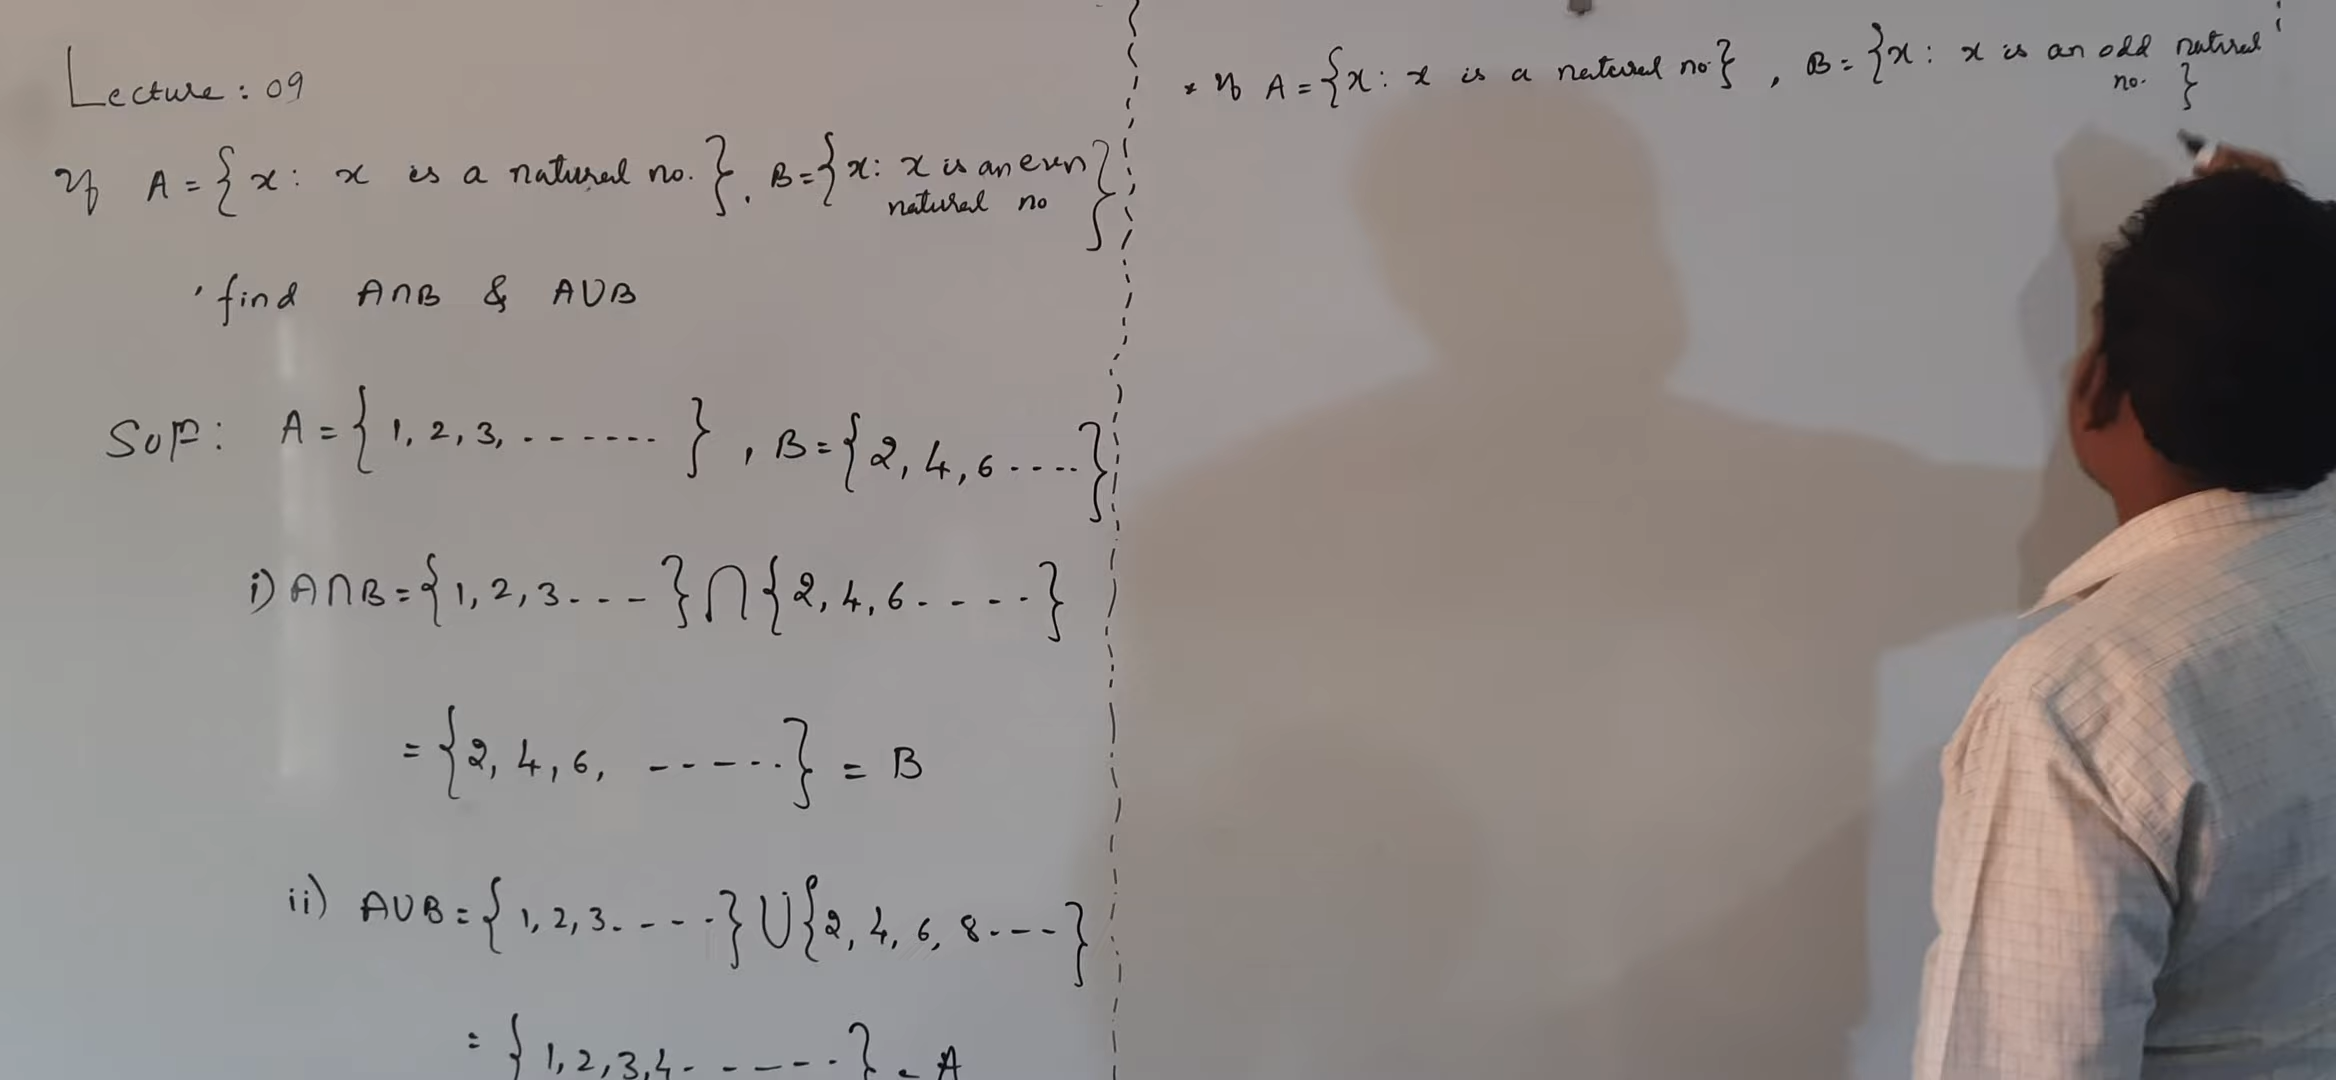 Lecture : 09
If A = { x : x is a natural no. }, B = { x : x is an even
natural no }
find A∩B & A∪B
Sol: A = { 1, 2, 3, ------- }, B = { 2, 4, 6 ---- }
i) A∩B = { 1, 2, 3 --- } ∩ { 2, 4, 6 ---- }
= { 2, 4, 6, ------ } = B
ii) A∪B = { 1, 2, 3 ---- } ∪ { 2, 4, 6, 8 --- }
= { 1, 2, 3, 4 ------ } = A
* If A = { x : x is a natural no }, B = { x : x is an odd natural
no. }